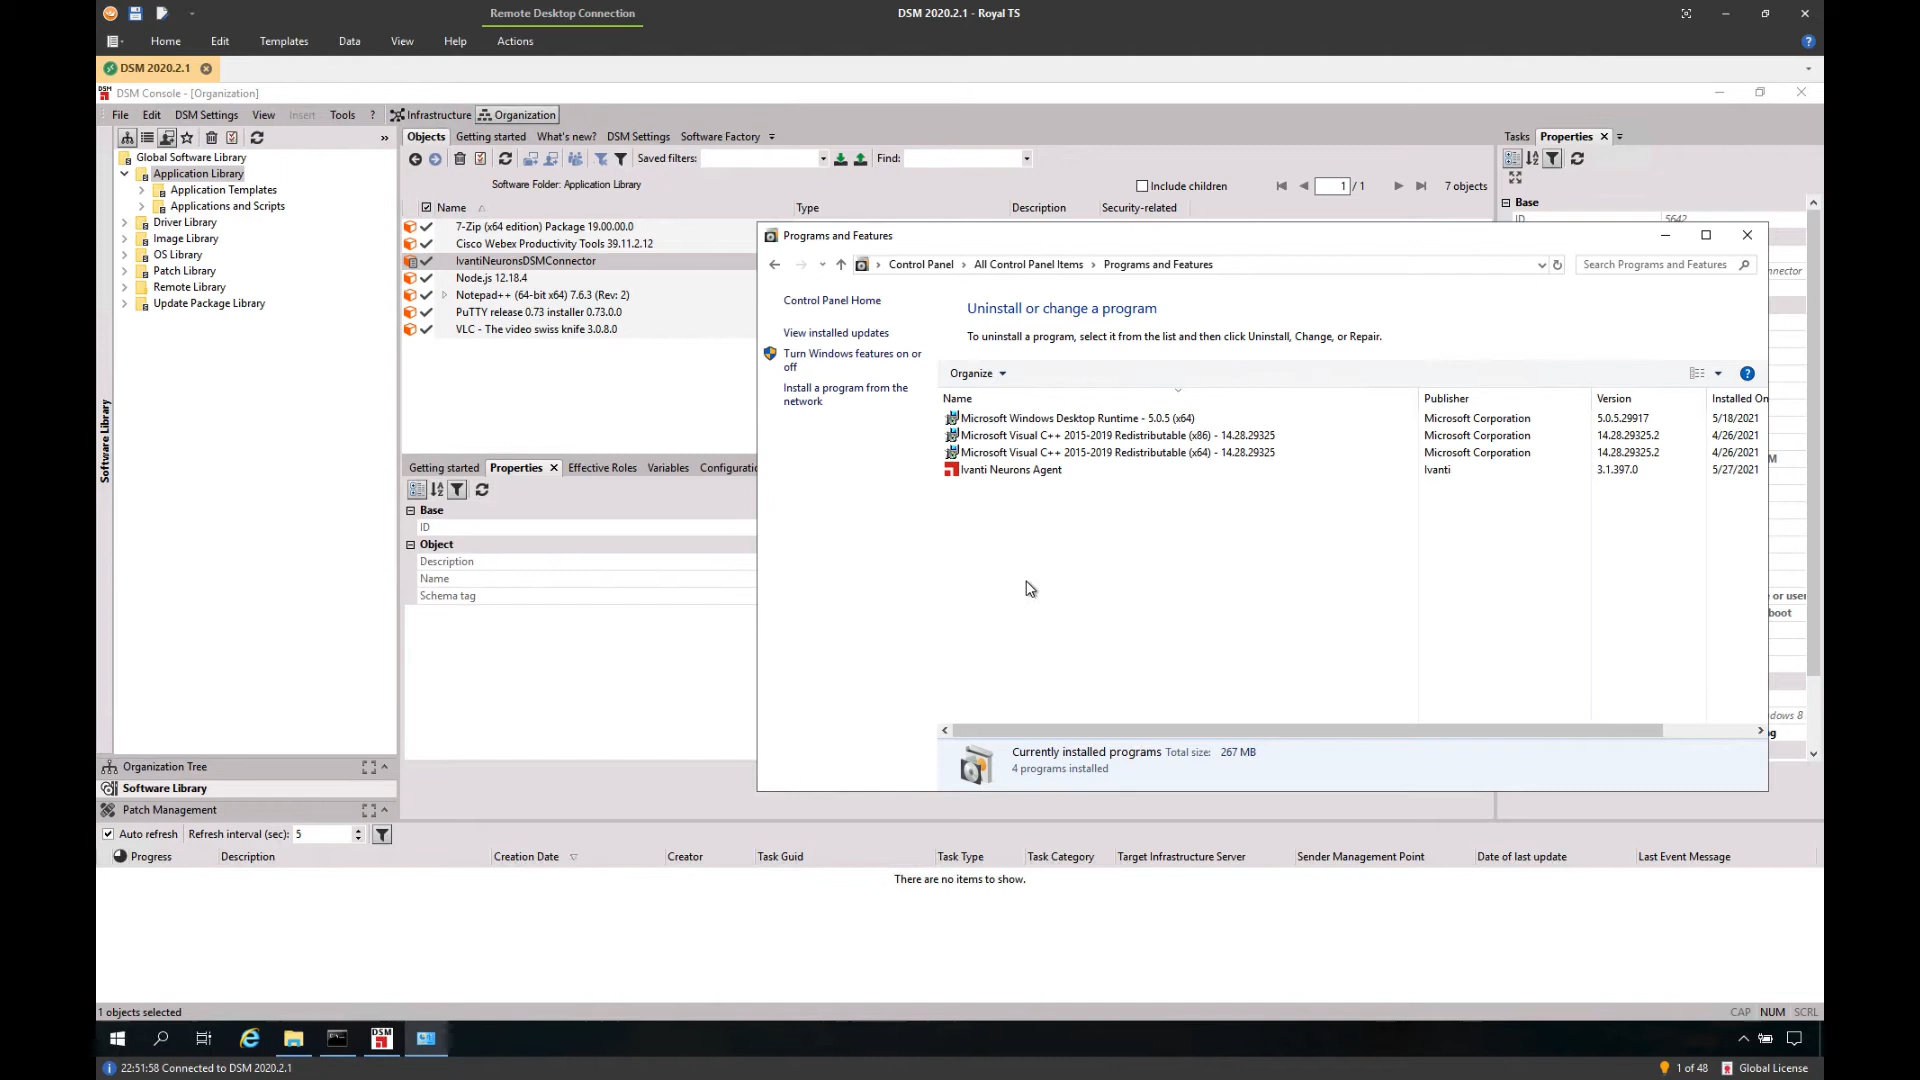 Remote Desktop Connection
DSM 2020.2.1 - Royal TS
Home Edit Templates Data View Help Actions
DSM 2020.2.1
DSM Console - [Organization]
File Edit DSM Settings View Insert Tools ? Infrastructure Organization
Objects Getting started What's new? DSM Settings Software Factory
Tasks Properties
Saved filters: Find:
Global Software Library
Application Library
Application Templates
Applications and Scripts
Driver Library
Image Library
OS Library
Patch Library
Remote Library
Update Package Library
Software Library
Software Folder: Application Library
Include children 1 / 1 7 objects
Name Type Description Security-related
7-Zip (x64 edition) Package 19.00.00.0
Cisco Webex Productivity Tools 39.11.2.12
IvantiNeuronsDSMConnector
Node.js 12.18.4
Notepad++ (64-bit x64) 7.6.3 (Rev: 2)
PuTTY release 0.73 installer 0.73.0.0
VLC - The video swiss knife 3.0.8.0
Base
ID 5642
nnector
M
e or user
boot
dows 8
g
Getting started Properties Effective Roles Variables Configuratio
Base
ID
Object
Description
Name
Schema tag
Programs and Features
Control Panel All Control Panel Items Programs and Features
Search Programs and Features
Control Panel Home
View installed updates
Turn Windows features on or
off
Install a program from the
network
Uninstall or change a program
To uninstall a program, select it from the list and then click Uninstall, Change, or Repair.
Organize
Name Publisher Version Installed On
Microsoft Windows Desktop Runtime - 5.0.5 (x64) Microsoft Corporation 5.0.5.29917 5/18/2021
Microsoft Visual C++ 2015-2019 Redistributable (x86) - 14.28.29325 Microsoft Corporation 14.28.29325.2 4/26/2021
Microsoft Visual C++ 2015-2019 Redistributable (x64) - 14.28.29325 Microsoft Corporation 14.28.29325.2 4/26/2021
Ivanti Neurons Agent Ivanti 3.1.397.0 5/27/2021
Currently installed programs Total size: 267 MB
4 programs installed
Organization Tree
Software Library
Patch Management
Auto refresh Refresh interval (sec): 5
Progress Description Creation Date Creator Task Guid Task Type Task Category Target Infrastructure Server Sender Management Point Date of last update Last Event Message
There are no items to show.
1 objects selected
CAP NUM SCRL
DSM
22:51:58 Connected to DSM 2020.2.1
1 of 48 Global License